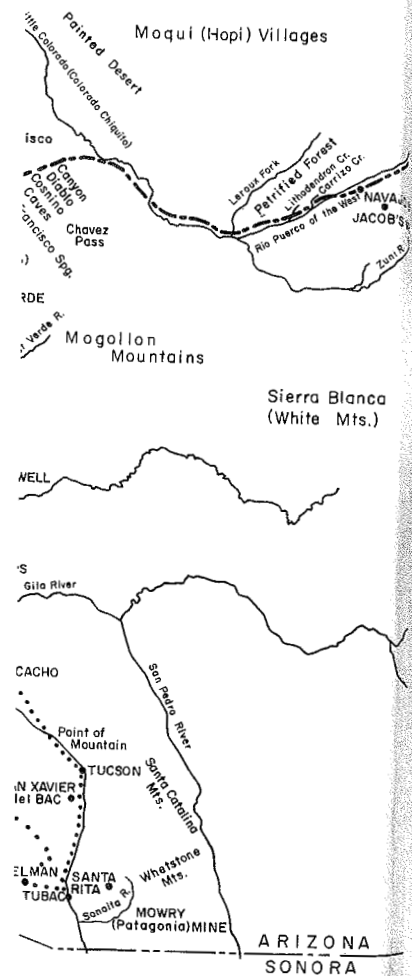 Moqui (Hopi) Villages
Painted Desert
ttle Colorado (Colorado Chiquito)
isco
Canyon
Diablo
Cosnino
Caves
ancisco Spg.
Chavez
Pass
Leroux Fork
Petrified Forest
Lithodendron Cr.
Carrizo Cr.
Rio Puerco of the West
NAVA
JACOB'S
Zuni R.
RDE
Verde R.
Mogollon
Mountains
Sierra Blanca
(White Mts.)
WELL
'S
Gila River
San Pedro River
CACHO
Point of
Mountain
TUCSON
N XAVIER
del BAC
Santa Catalina
Mts.
Whetstone
Mts.
ELMAN
SANTA
RITA
TUBAC
Sonoita R.
MOWRY
(Patagonia) MINE
ARIZONA
SONORA